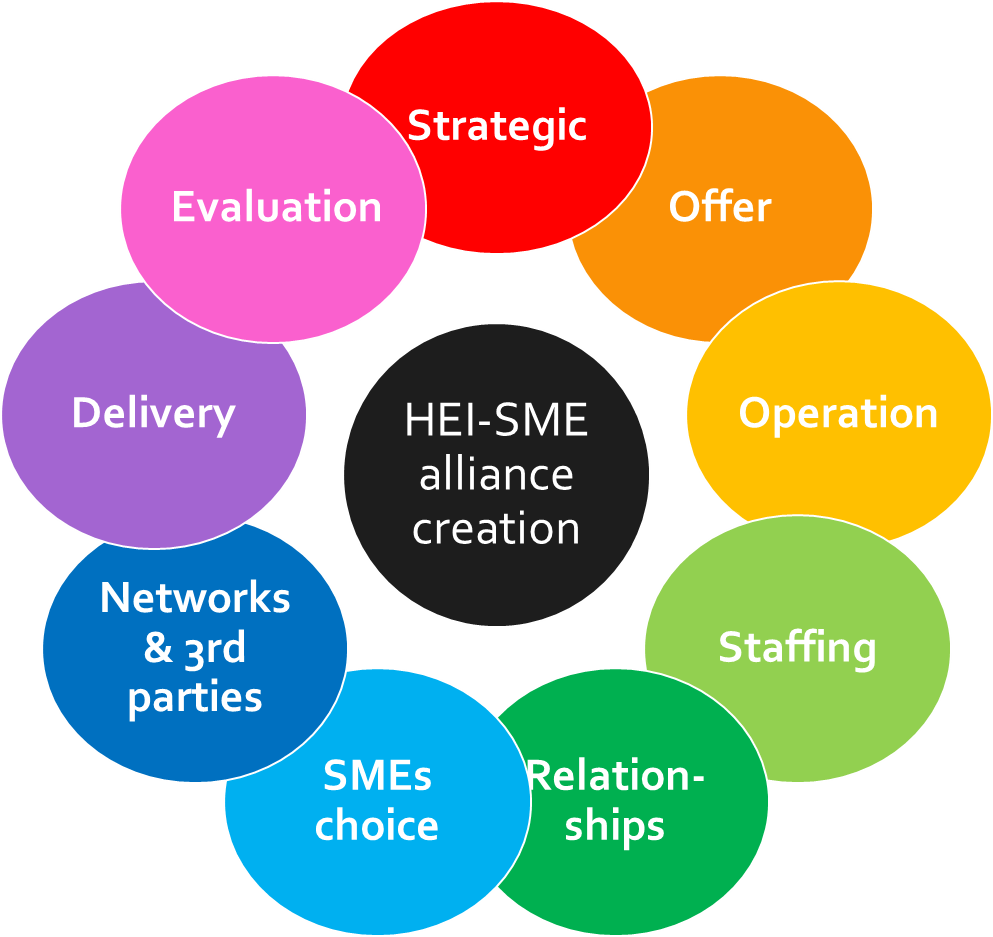 Strategic
Offer
Operation
Staffing
Relation-
ships
SMEs
choice
Networks
& 3rd
parties
Delivery
Evaluation
HEI-SME
alliance
creation